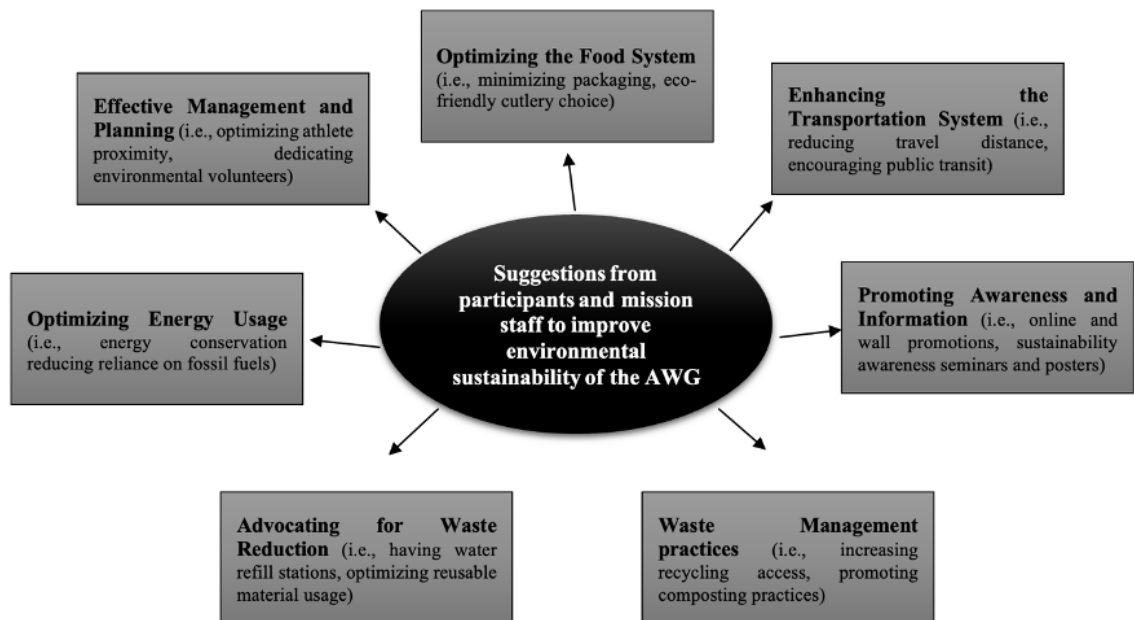 Optimizing the Food System
(i.e., minimizing packaging, eco-
friendly cutlery choice)
Effective Management and
Planning (i.e., optimizing athlete
proximity, dedicating
environmental volunteers)
Enhancing the
Transportation System (i.e.,
reducing travel distance,
encouraging public transit)
Suggestions from
participants and mission
staff to improve
environmental
sustainability of the AWG
Optimizing Energy Usage
(i.e., energy conservation
reducing reliance on fossil fuels)
Promoting Awareness and
Information (i.e., online and
wall promotions, sustainability
awareness seminars and posters)
Advocating for Waste
Reduction (i.e., having water
refill stations, optimizing reusable
material usage)
Waste Management
practices (i.e., increasing
recycling access, promoting
composting practices)